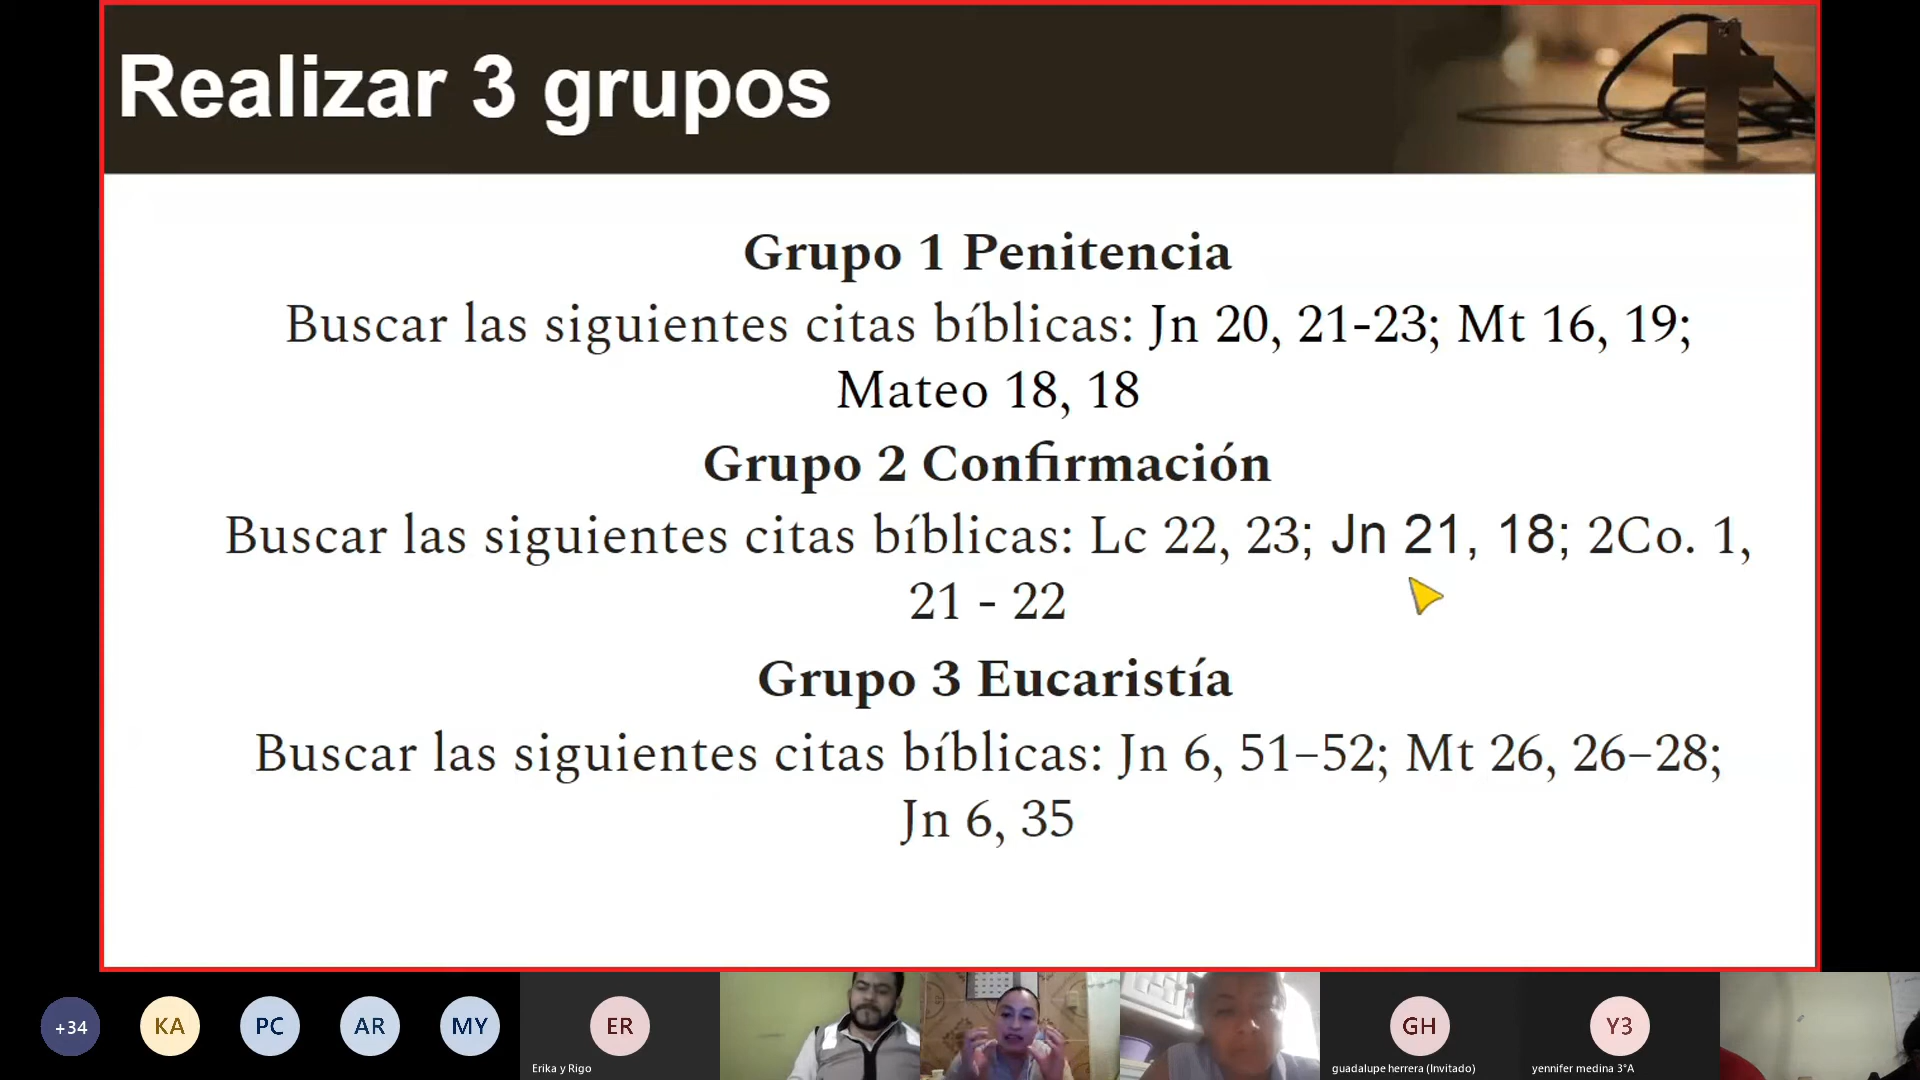 Realizar 3 grupos
Grupo 1 Penitencia
Buscar las siguientes citas bíblicas: Jn 20, 21-23; Mt 16, 19;
Mateo 18, 18
Grupo 2 Confirmación
Buscar las siguientes citas bíblicas: Lc 22, 23; Jn 21, 18; 2Co. 1,
21 - 22
Grupo 3 Eucaristía
Buscar las siguientes citas bíblicas: Jn 6, 51–52; Mt 26, 26–28;
Jn 6, 35
+34
KA
PC
AR
MY
ER
GH
Y3
Erika y Rigo
guadalupe herrera (Invitado)
yennifer medina 3°A